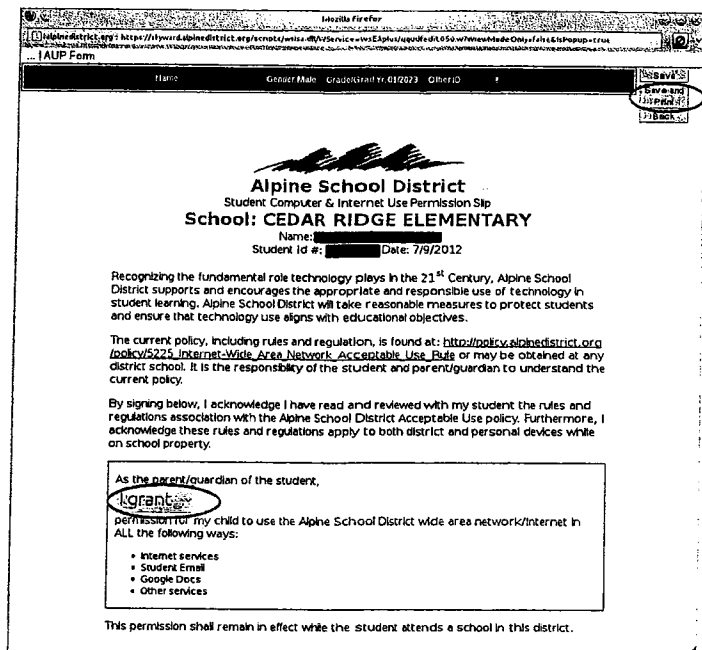 Mozilla Firefox
... | AUP Form
Name Gender Male Grade/Grad Yr. 01/2023 Other ID
Save
Save and
Print
Back
Alpine School District
Student Computer & Internet Use Permission Slip
School: CEDAR RIDGE ELEMENTARY
Name:
Student Id #: Date: 7/9/2012
Recognizing the fundamental role technology plays in the 21st Century, Alpine School
District supports and encourages the appropriate and responsible use of technology in
student learning. Alpine School District will take reasonable measures to protect students
and ensure that technology use aligns with educational objectives.
The current policy, including rules and regulation, is found at: http://policy.alpinedistrict.org
/policy/5225_Internet-Wide_Area_Network_Acceptable_Use_Rule or may be obtained at any
district school. It is the responsibility of the student and parent/guardian to understand the
current policy.
By signing below, I acknowledge I have read and reviewed with my student the rules and
regulations association with the Alpine School District Acceptable Use policy. Furthermore, I
acknowledge these rules and regulations apply to both district and personal devices while
on school property.
As the parent/guardian of the student,
I grant
permission for my child to use the Alpine School District wide area network/Internet in
ALL the following ways:
• Internet services
• Student Email
• Google Docs
• Other services
This permission shall remain in effect while the student attends a school in this district.